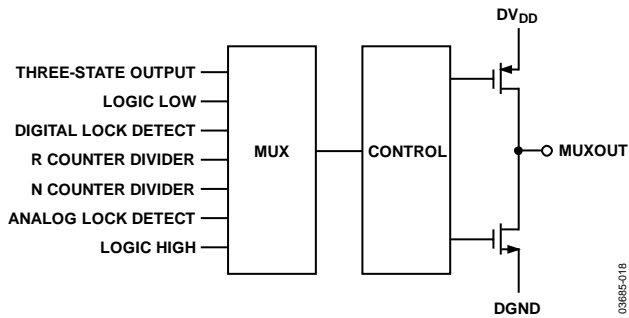 DVDD
THREE-STATE OUTPUT
LOGIC LOW
DIGITAL LOCK DETECT
R COUNTER DIVIDER
N COUNTER DIVIDER
ANALOG LOCK DETECT
LOGIC HIGH
MUX
CONTROL
MUXOUT
DGND
03685-018